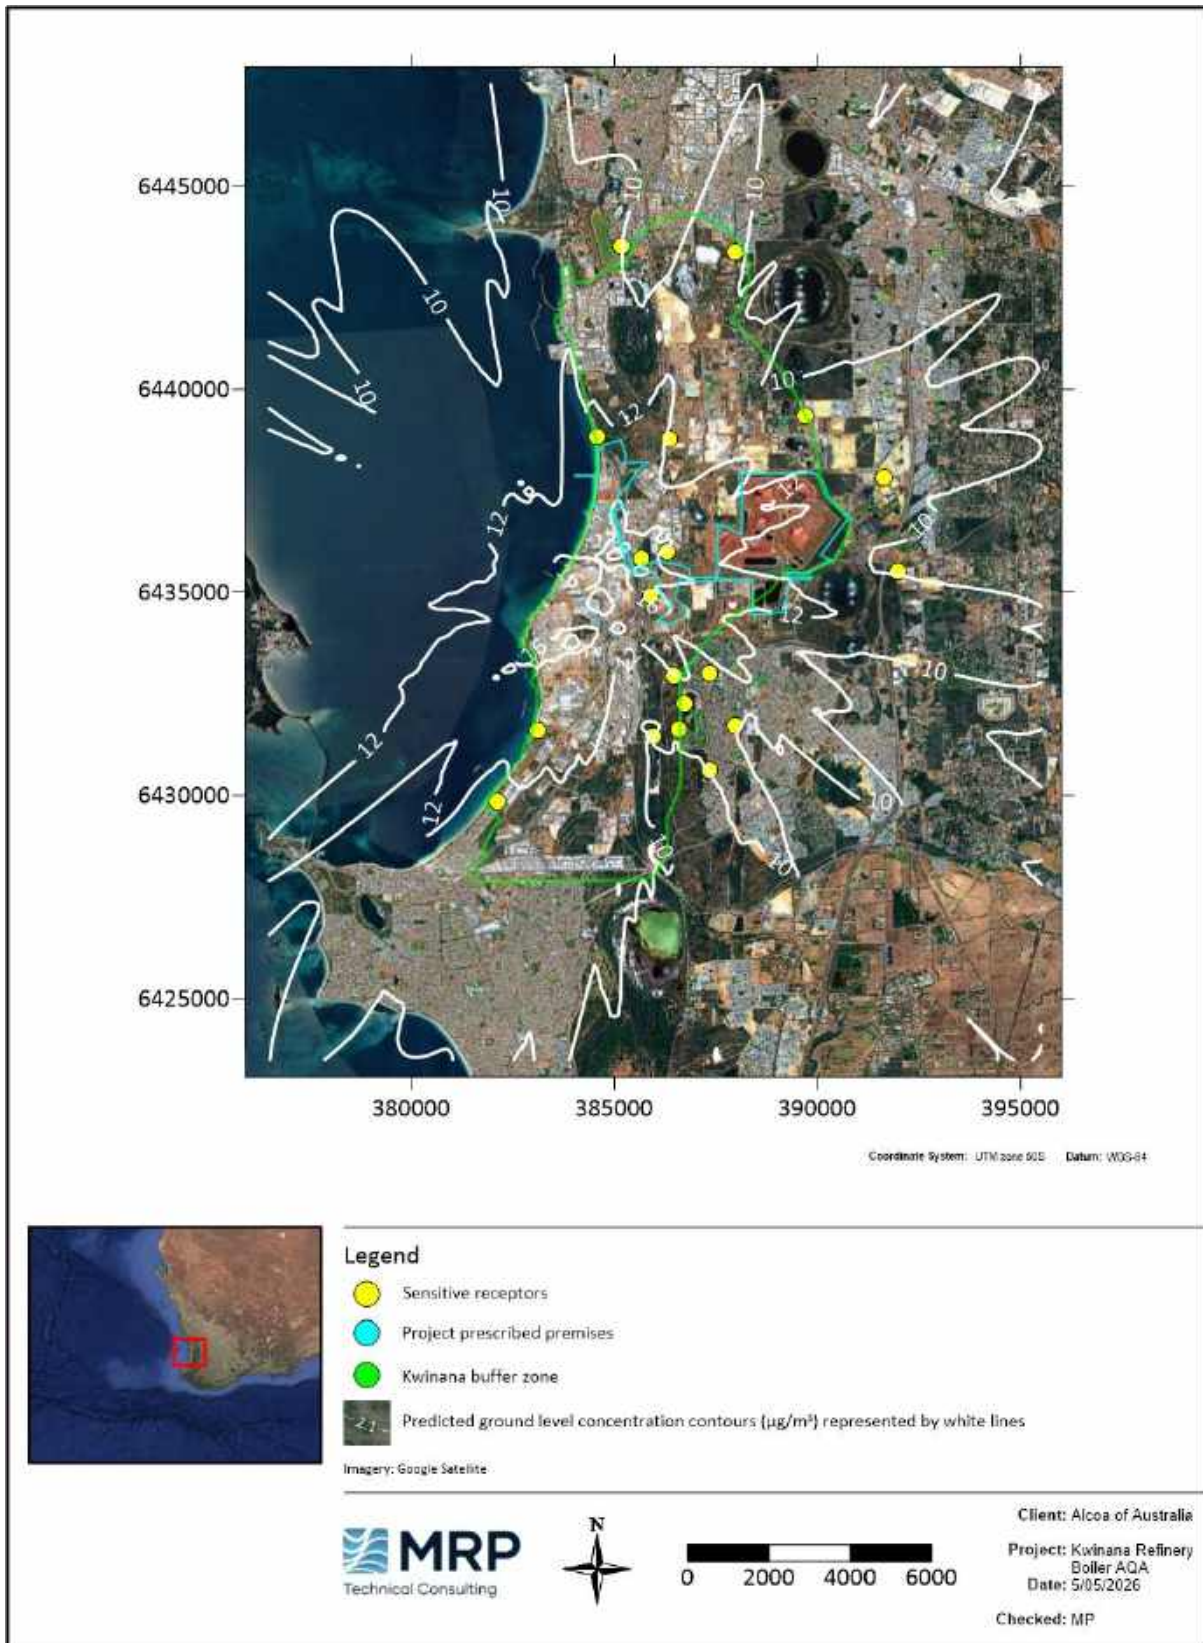 6445000
6440000
6435000
6430000
6425000
10
10
10
10
10
10
12
12
12
10
12
12
10
12
10
10
10
380000
385000
390000
395000
Coordinate System: UTM zone 50S Datum: WGS-84
Legend
Sensitive receptors
Project prescribed premises
Kwinana buffer zone
2.1
Predicted ground level concentration contours (µg/m³) represented by white lines
Imagery: Google Satellite
MRP
Technical Consulting
N
0 2000 4000 6000
Client: Alcoa of Australia
Project: Kwinana Refinery
Boiler AQA
Date: 5/05/2026
Checked: MP